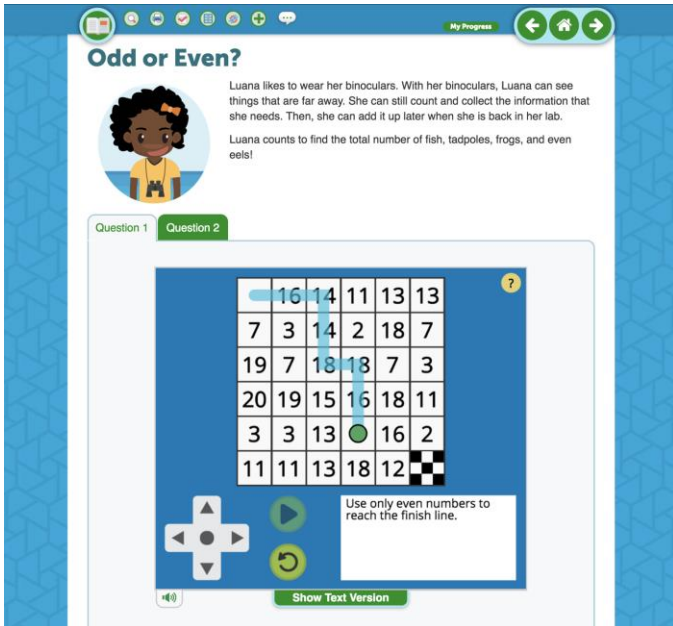 My Progress
Odd or Even?
Luana likes to wear her binoculars. With her binoculars, Luana can see
things that are far away. She can still count and collect the information that
she needs. Then, she can add it up later when she is back in her lab.
Luana counts to find the total number of fish, tadpoles, frogs, and even
eels!
Question 1 Question 2
?
16 14 11 13 13
7 3 14 2 18 7
19 7 18 18 7 3
20 19 15 16 18 11
3 3 13 16 2
11 11 13 18 12
Use only even numbers to
reach the finish line.
Show Text Version